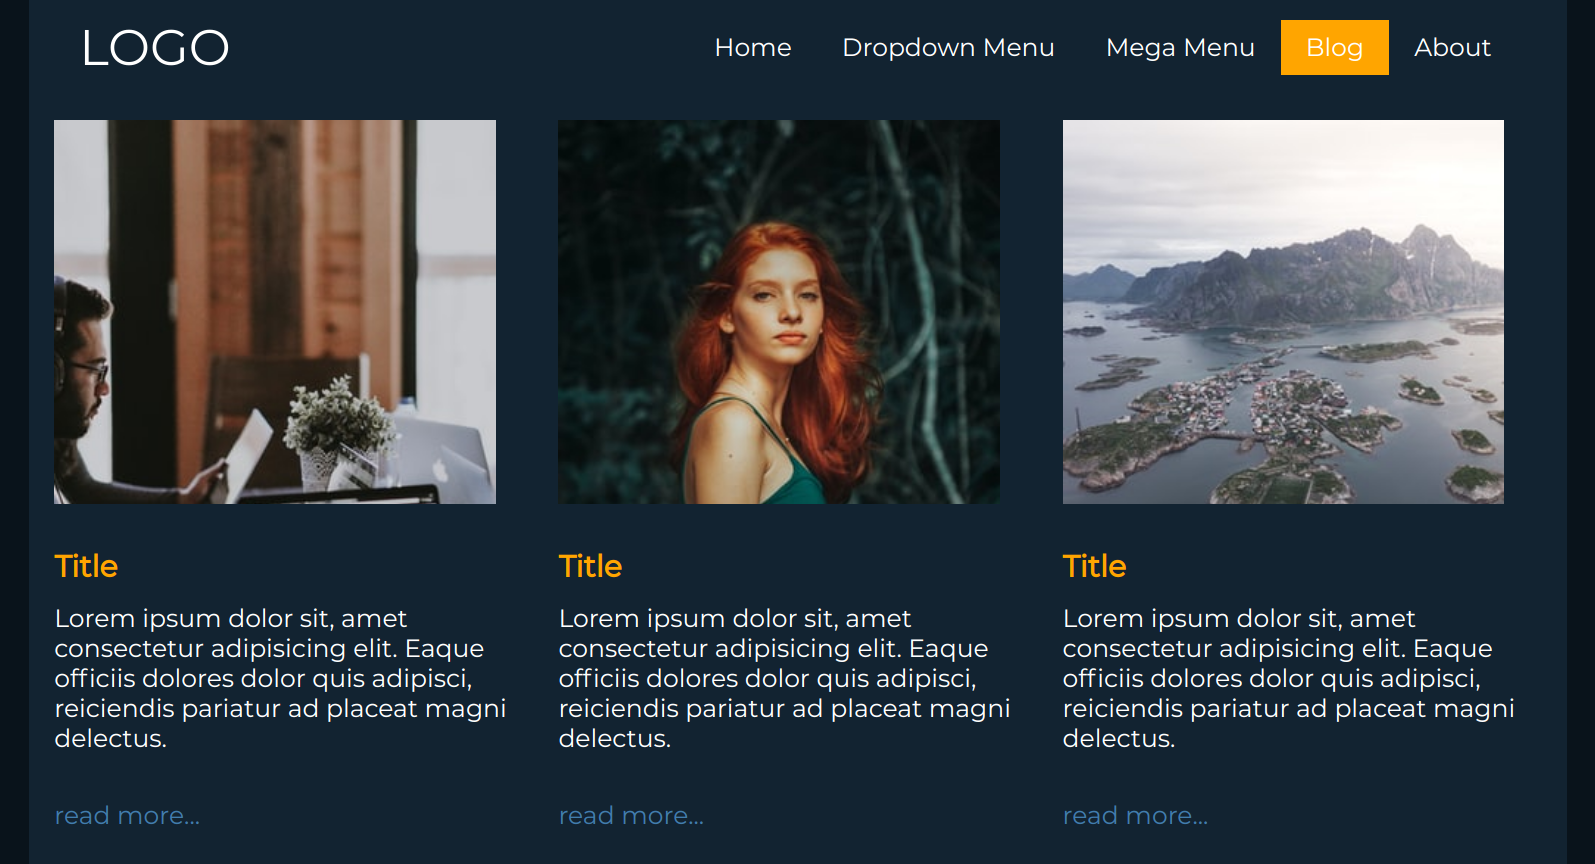 LOGO
Home Dropdown Menu Mega Menu Blog About
Title
Lorem ipsum dolor sit, amet
consectetur adipisicing elit. Eaque
officiis dolores dolor quis adipisci,
reiciendis pariatur ad placeat magni
delectus.
read more...
Title
Lorem ipsum dolor sit, amet
consectetur adipisicing elit. Eaque
officiis dolores dolor quis adipisci,
reiciendis pariatur ad placeat magni
delectus.
read more...
Title
Lorem ipsum dolor sit, amet
consectetur adipisicing elit. Eaque
officiis dolores dolor quis adipisci,
reiciendis pariatur ad placeat magni
delectus.
read more...